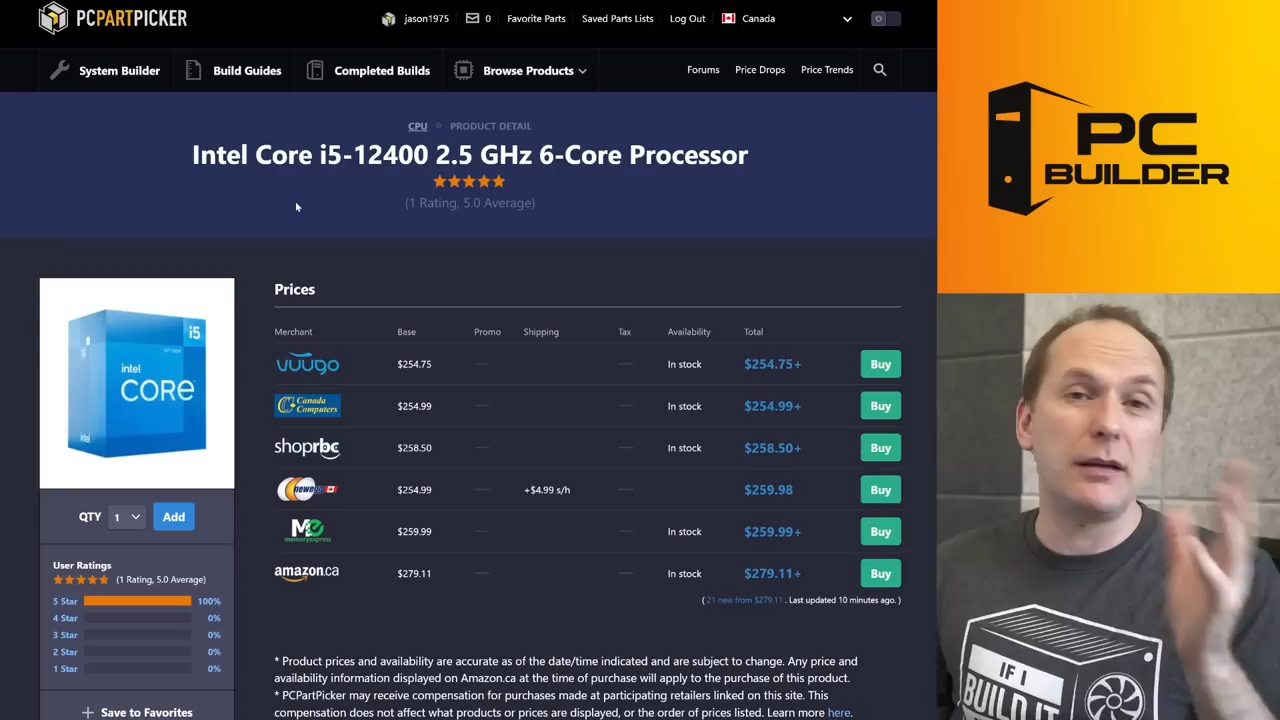 PCPARTPICKER
jason1975
0
Favorite Parts
Saved Parts Lists
Log Out
Canada
System Builder
Build Guides
Completed Builds
Browse Products
Forums
Price Drops
Price Trends
CPU
PRODUCT DETAIL
Intel Core i5-12400 2.5 GHz 6-Core Processor
(1 Rating, 5.0 Average)
PC
BUILDER
intel
CORE
i5
intel
QTY 1 Add
User Ratings
(1 Rating, 5.0 Average)
5 Star 100%
4 Star 0%
3 Star 0%
2 Star 0%
1 Star 0%
+ Save to Favorites
Prices
Merchant Base Promo Shipping Tax Availability Total
vuugo $254.75 — — — In stock $254.75+ Buy
Canada Computers $254.99 — — — In stock $254.99+ Buy
shoprbc $258.50 — — — In stock $258.50+ Buy
newegg $254.99 — +$4.99 s/h — $259.98 Buy
ME memoryexpress $259.99 — — — In stock $259.99+ Buy
amazon.ca $279.11 — — — In stock $279.11+ Buy
( 21 new from $279.11 . Last updated 10 minutes ago. )
* Product prices and availability are accurate as of the date/time indicated and are subject to change. Any price and
availability information displayed on Amazon.ca at the time of purchase will apply to the purchase of this product.
* PCPartPicker may receive compensation for purchases made at participating retailers linked on this site. This
compensation does not affect what products or prices are displayed, or the order of prices listed. Learn more here.
IF I
BUILD IT